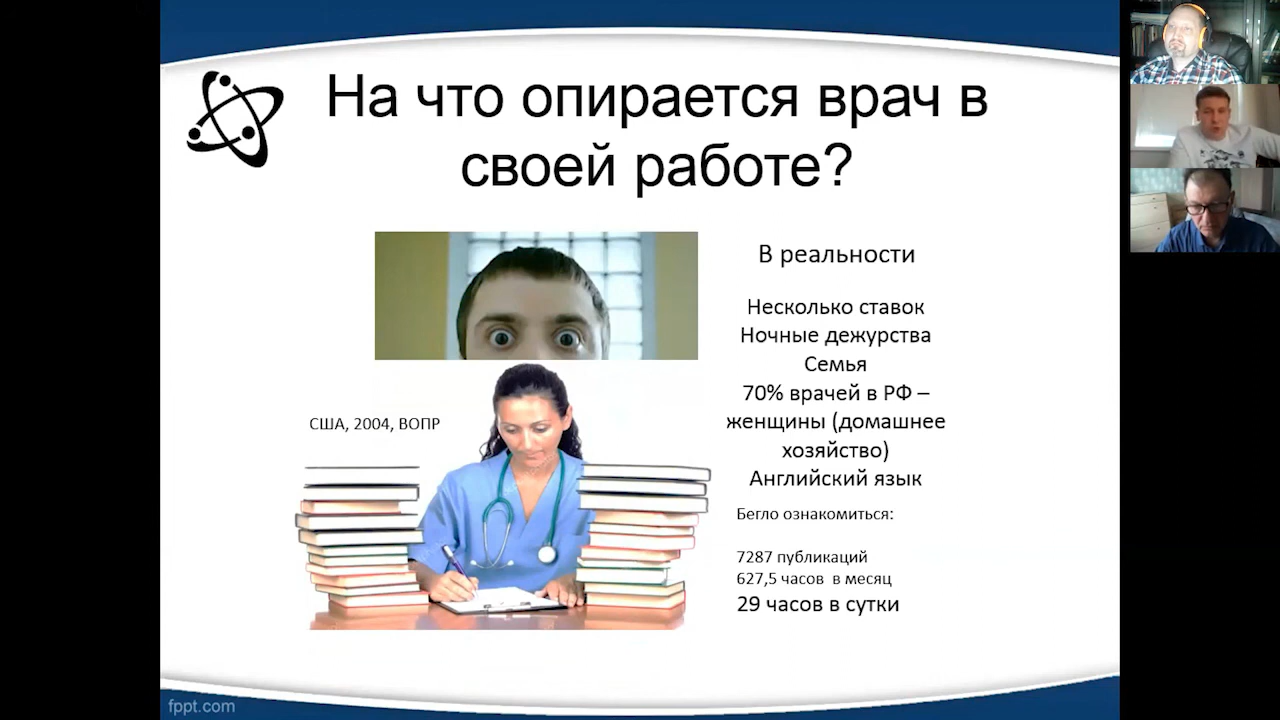 На что опирается врач в
своей работе?
В реальности
Несколько ставок
Ночные дежурства
Семья
70% врачей в РФ –
женщины (домашнее
хозяйство)
Английский язык
США, 2004, ВОПР
Бегло ознакомиться:
7287 публикаций
627,5 часов в месяц
29 часов в сутки
fppt.com